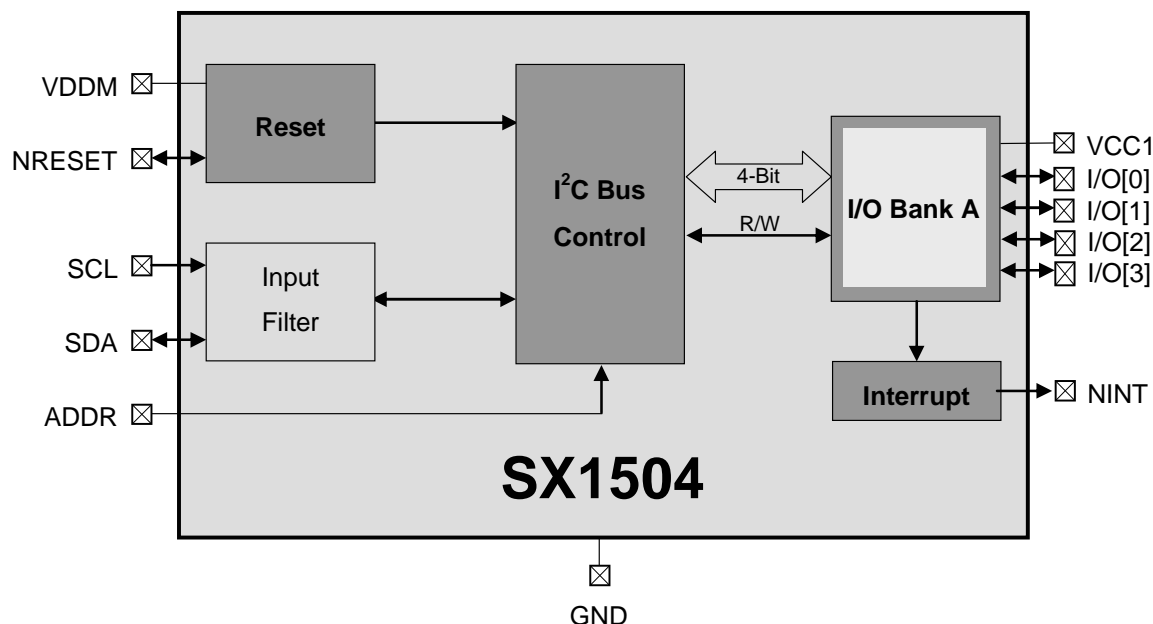 VDDM
NRESET
SCL
SDA
ADDR
Reset
Input
Filter
I²C Bus
Control
4-Bit
R/W
I/O Bank A
Interrupt
VCC1
I/O[0]
I/O[1]
I/O[2]
I/O[3]
NINT
SX1504
GND